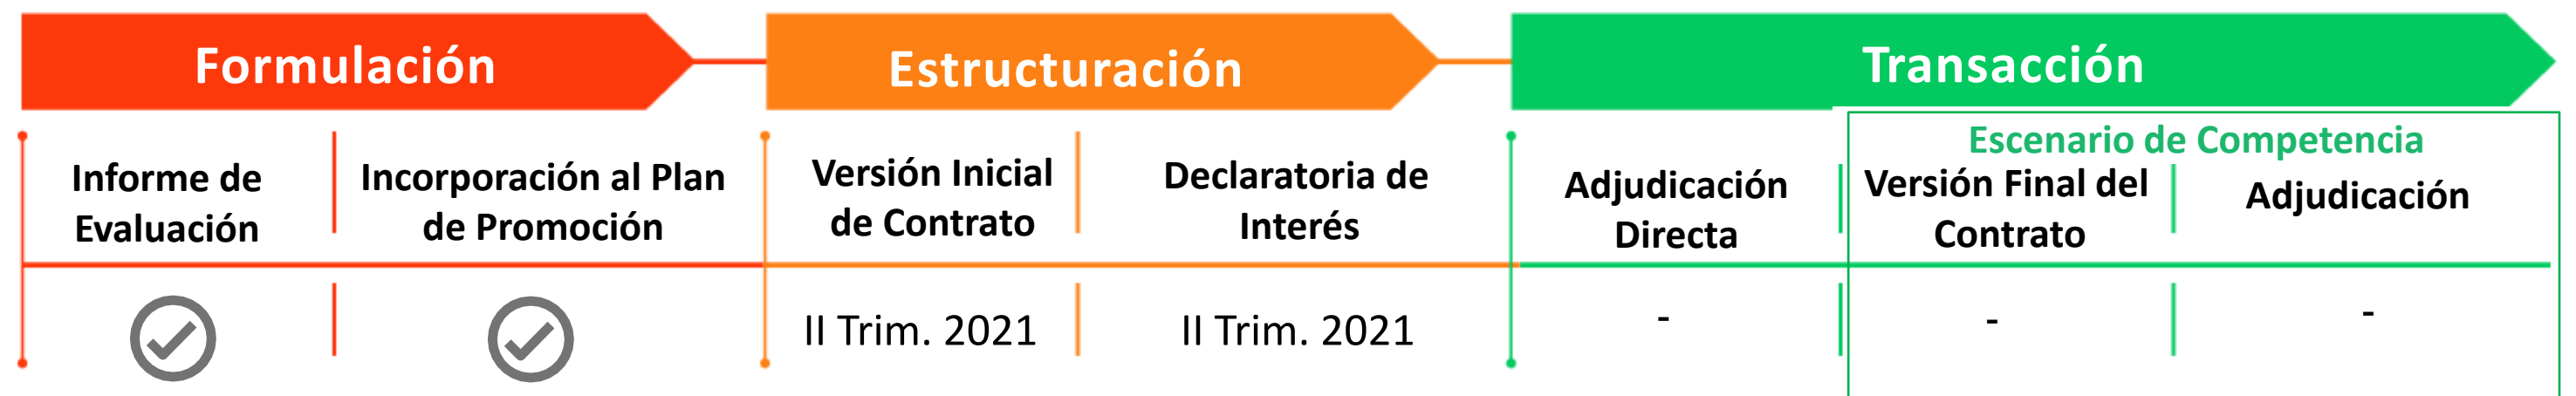 Formulación
Estructuración
Transacción
Escenario de Competencia
Informe de
Evaluación
Incorporación al Plan
de Promoción
Versión Inicial
de Contrato
Declaratoria de
Interés
Adjudicación
Directa
Versión Final del
Contrato
Adjudicación
II Trim. 2021
II Trim. 2021
-
-
-